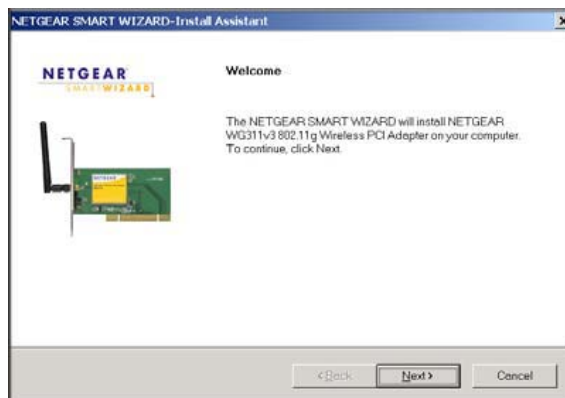 NETGEAR SMART WIZARD-Install Assistant
NETGEAR
SMARTWIZARD
Welcome
The NETGEAR SMART WIZARD will install NETGEAR
WG311v3 802.11g Wireless PCI Adapter on your computer.
To continue, click Next.
NETGEAR
<Back
Next>
Cancel